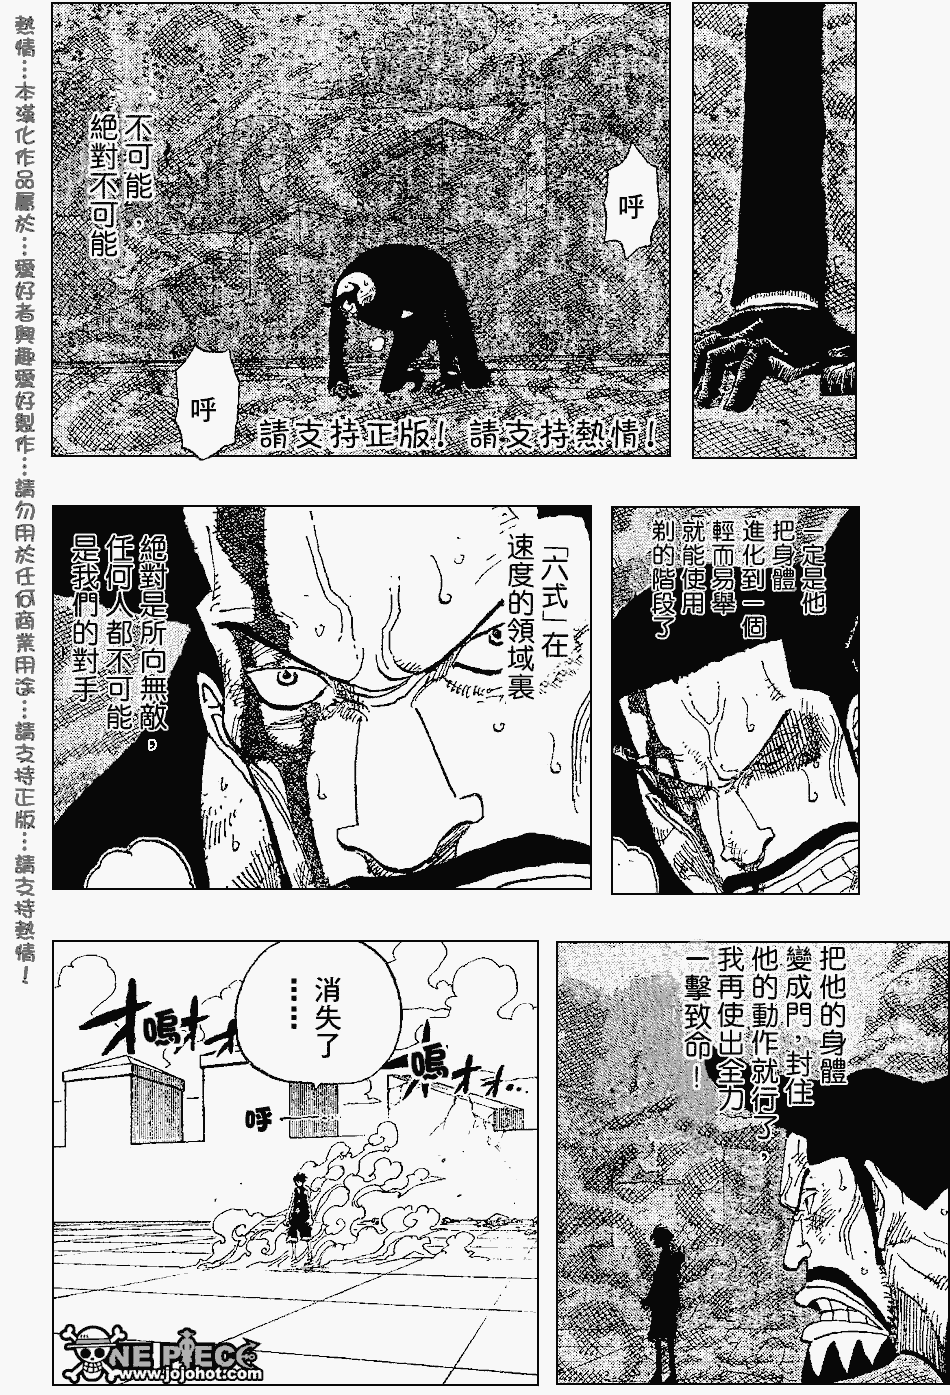 呼
不可能，
絕對不可能
呼
請支持正版! 請支持熱情!
一定是他
把身體
進化到一個
輕而易舉
就能使用
剃的階段了
「六式」在
速度的領域裏
絕對是所向無敵，
任何人都不可能
是我們的對手
把他的身體
變成門，封住
他的動作就行了，
我再使出全力
一擊致命！
消失了
⋯⋯
オ
嗚
オオ
嗚
オオ…
呼
ONE PIECE
www.jojohot.com
熱情…本漢化作品屬於…愛好者興趣愛好製作…請勿用於任何商業用途…請支持正版…請支持熱情!